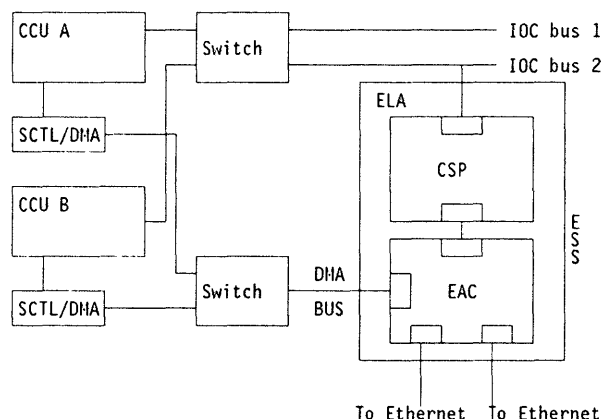 CCU A
Switch
IOC bus 1
IOC bus 2
ELA
SCTL/DMA
CSP
CCU B
ESS
Switch
DMA
BUS
EAC
SCTL/DMA
To Ethernet To Ethernet